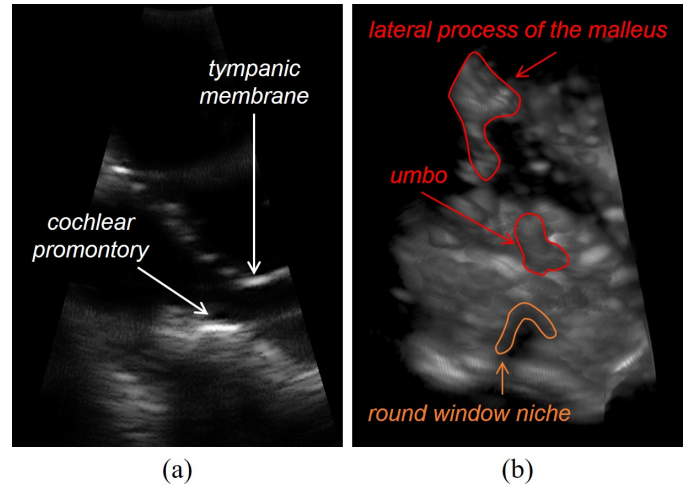 tympanic
membrane
cochlear
promontory
(a)
lateral process of the malleus
umbo
round window niche
(b)